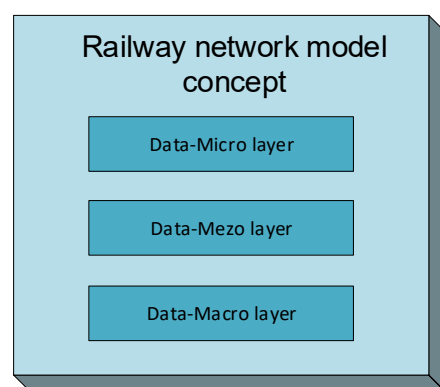 Railway network model
concept
Data-Micro layer
Data-Mezo layer
Data-Macro layer